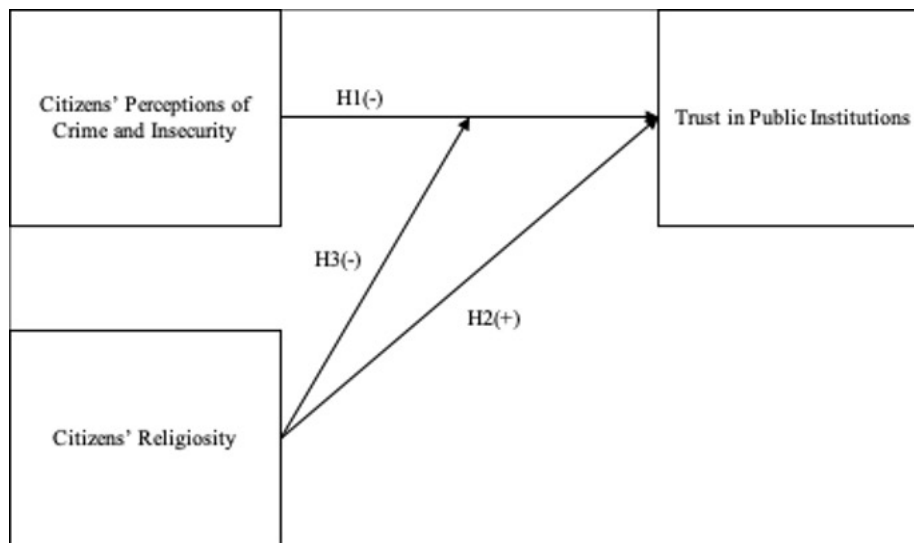 Citizens’ Perceptions of
Crime and Insecurity
H1(-)
Trust in Public Institutions
H3(-)
H2(+)
Citizens’ Religiosity